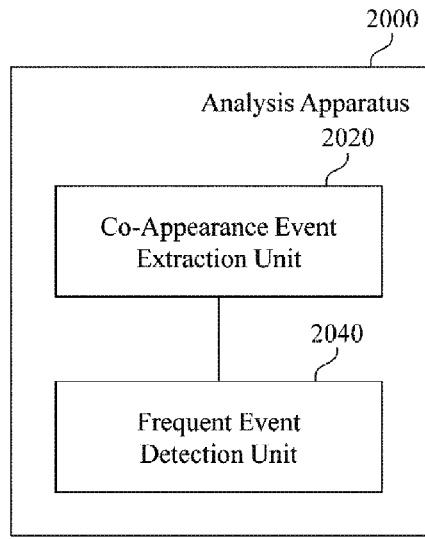 2000
Analysis Apparatus
2020
Co-Appearance Event
Extraction Unit
2040
Frequent Event
Detection Unit